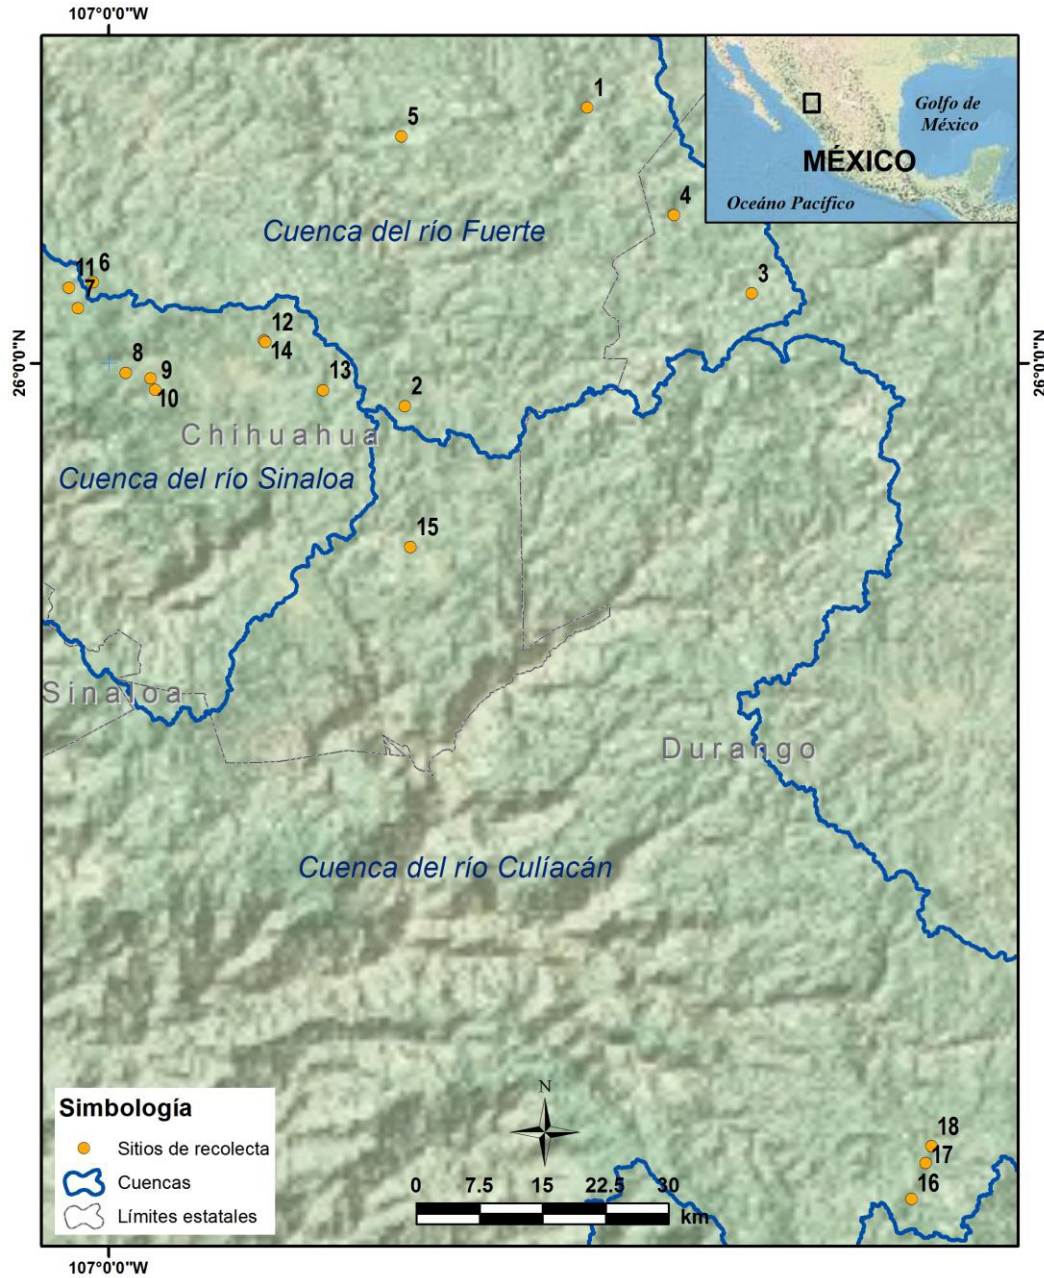 107°0'0"W
1
5
Golfo de
México
MÉXICO
Oceáno Pacífico
4
Cuenca del río Fuerte
3
6
11
7
12
14
26°0'0"N
26°0'0"N
8
9
10
13
2
Chihuahua
Cuenca del río Sinaloa
15
Sinaloa
Durango
Cuenca del río Culíacán
Simbología
Sitios de recolecta
Cuencas
Límites estatales
N
0 7.5 15 22.5 30
km
18
17
16
107°0'0"W